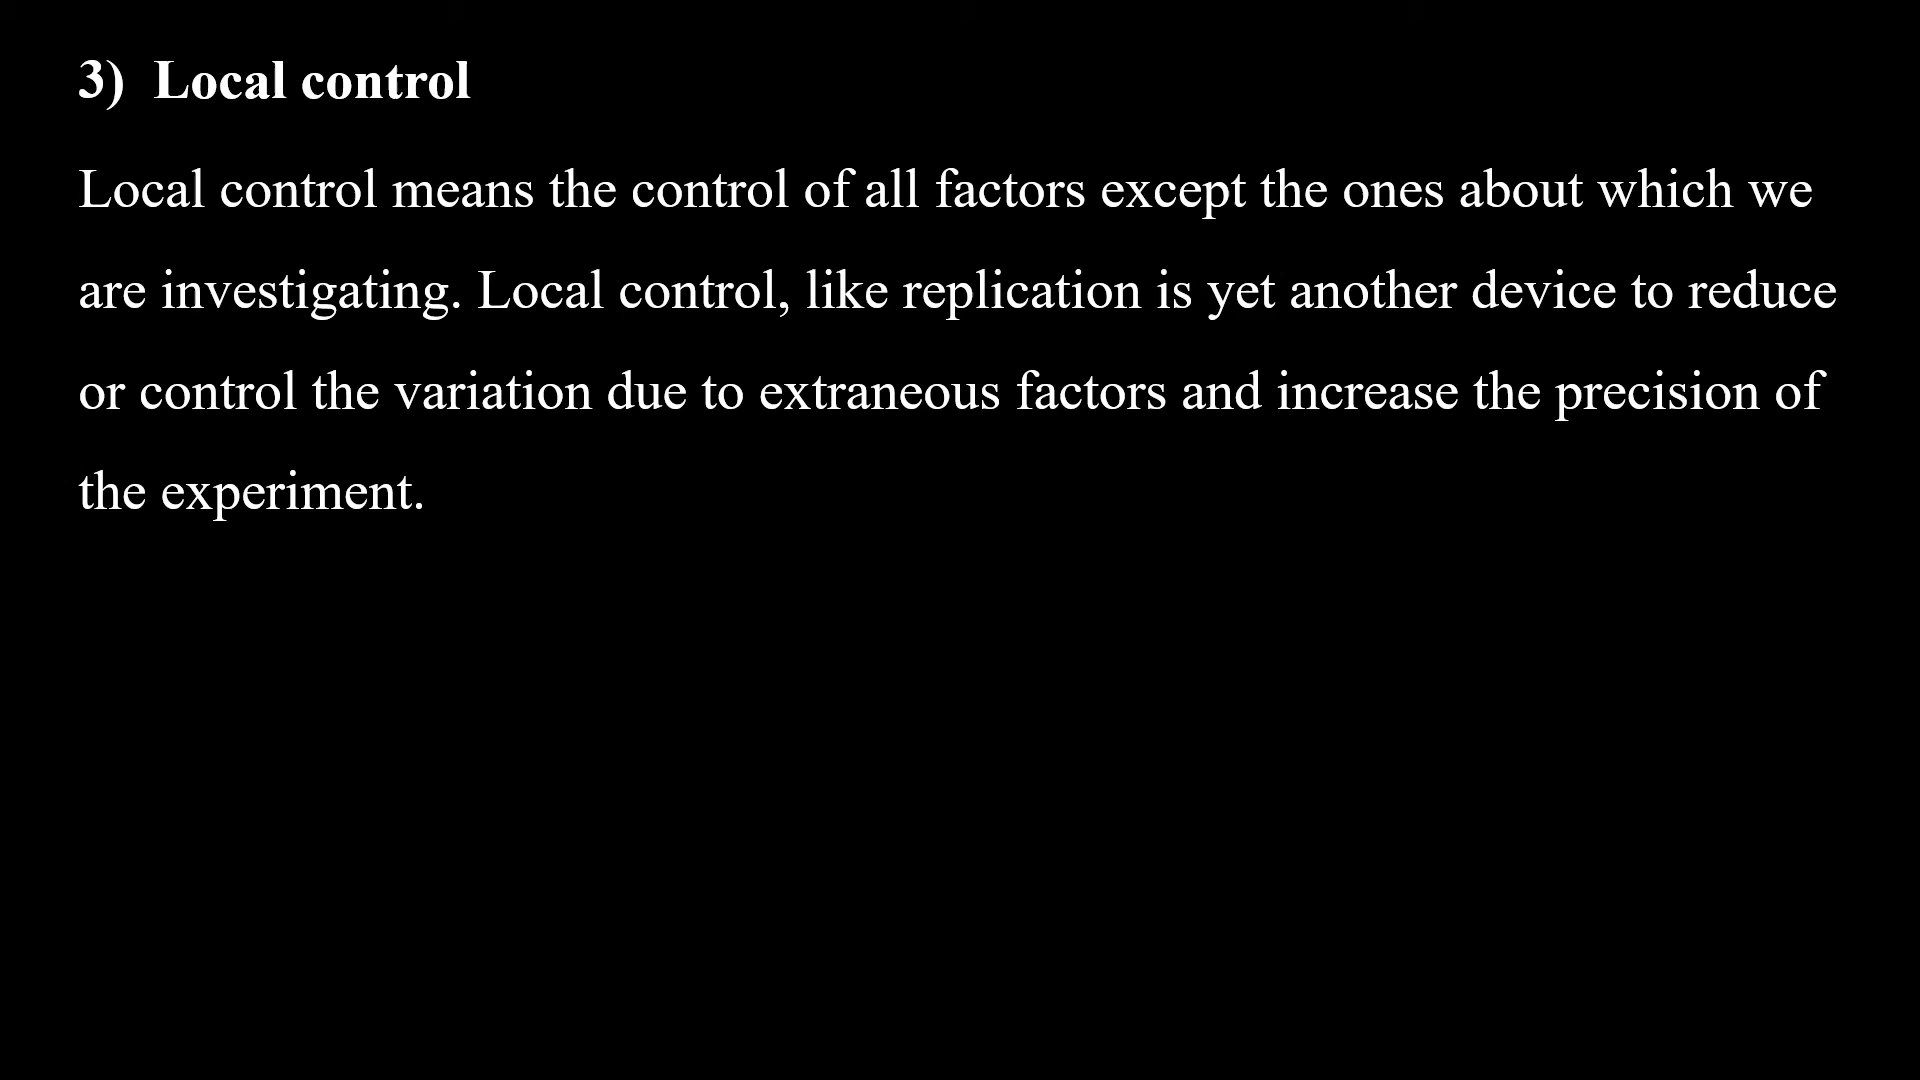 3) Local control
Local control means the control of all factors except the ones about which we
are investigating. Local control, like replication is yet another device to reduce
or control the variation due to extraneous factors and increase the precision of
the experiment.